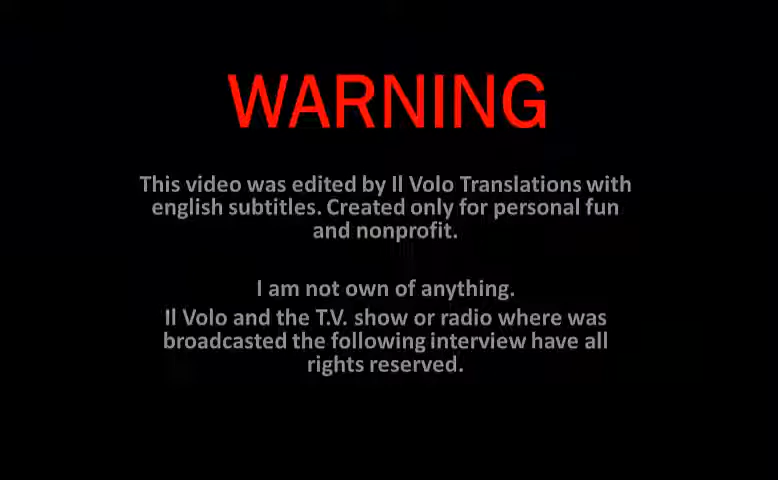 WARNING
This video was edited by Il Volo Translations with
english subtitles. Created only for personal fun
and nonprofit.
I am not own of anything.
Il Volo and the T.V. show or radio where was
broadcasted the following interview have all
rights reserved.